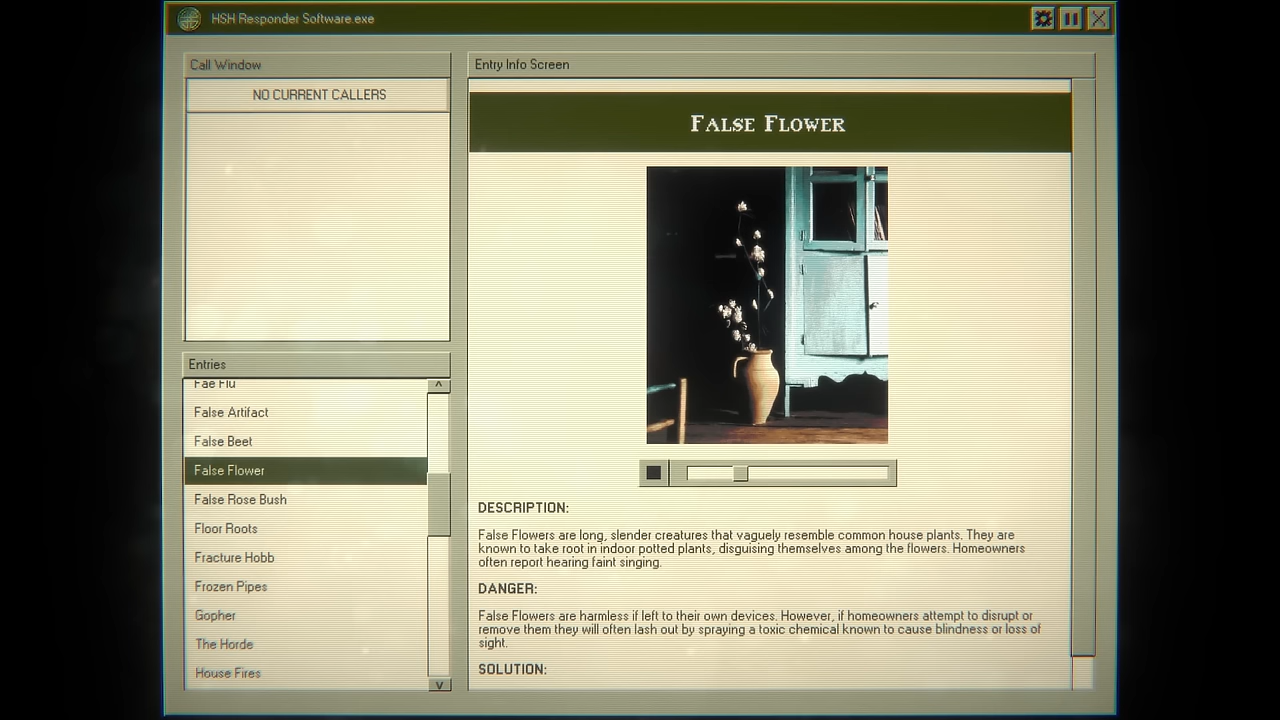 HSH Responder Software.exe
Call Window
NO CURRENT CALLERS
Entries
Fae Flu
False Artifact
False Beet
False Flower
False Rose Bush
Floor Roots
Fracture Hobb
Frozen Pipes
Gopher
The Horde
House Fires
Entry Info Screen
False Flower
DESCRIPTION:
False Flowers are long, slender creatures that vaguely resemble common house plants. They are
known to take root in indoor potted plants, disguising themselves among the flowers. Homeowners
often report hearing faint singing.
DANGER:
False Flowers are harmless if left to their own devices. However, if homeowners attempt to disrupt or
remove them they will often lash out by spraying a toxic chemical known to cause blindness or loss of
sight.
SOLUTION: